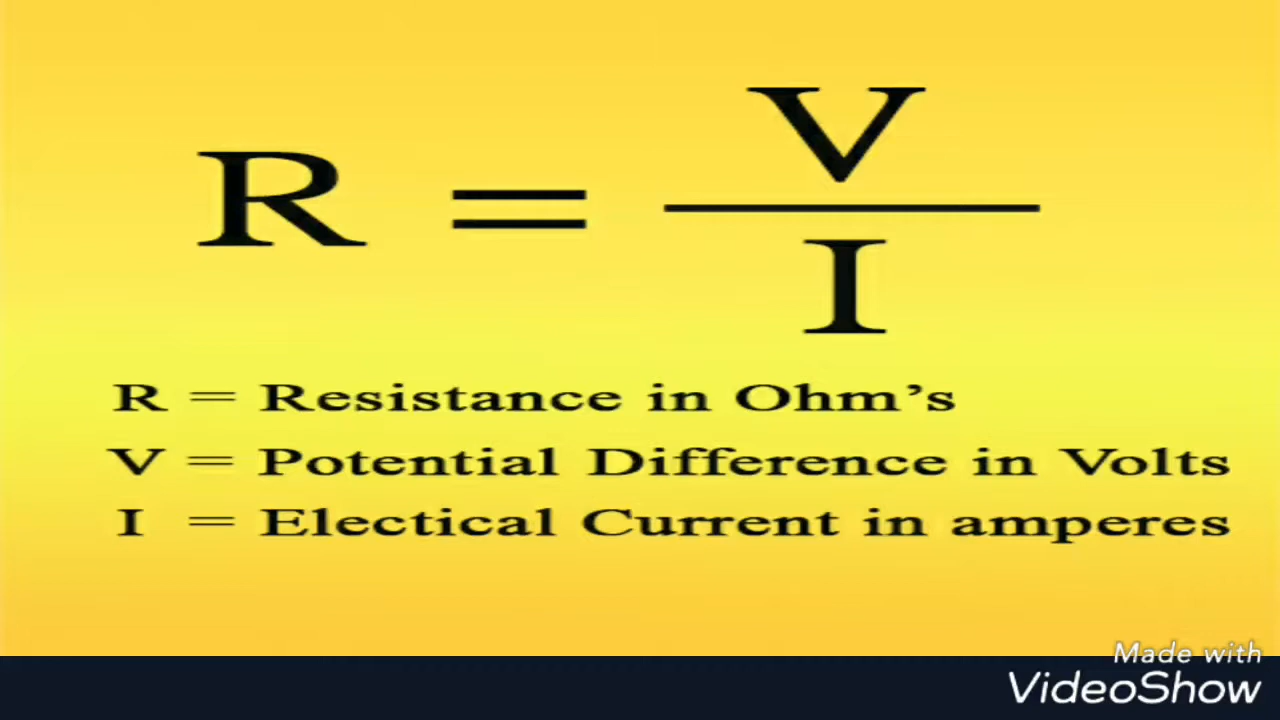 R = V
I
R = Resistance in Ohm's
V = Potential Difference in Volts
I = Electical Current in amperes
Made with
VideoShow